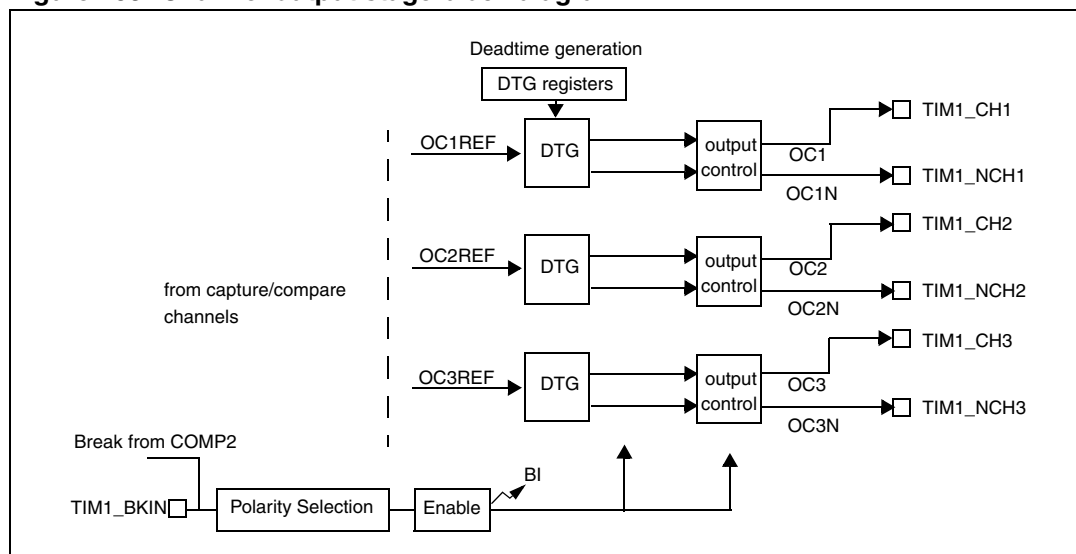 Deadtime generation
DTG registers
OC1REF
DTG
output
control
OC1
OC1N
TIM1_CH1
TIM1_NCH1
OC2REF
DTG
output
control
OC2
OC2N
TIM1_CH2
TIM1_NCH2
from capture/compare
channels
OC3REF
DTG
output
control
OC3
OC3N
TIM1_CH3
TIM1_NCH3
Break from COMP2
TIM1_BKIN
Polarity Selection
Enable
BI